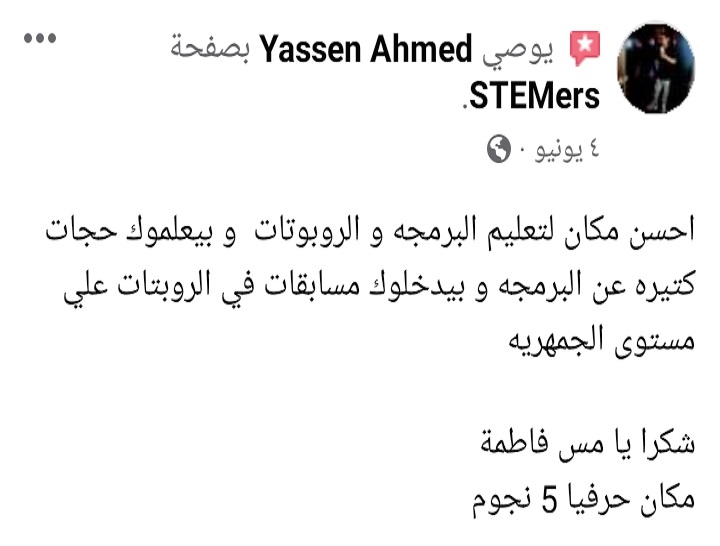 Yassen Ahmed يوصي بصفحة
STEMers.
٤ يونيو ·
احسن مكان لتعليم البرمجه و الروبوتات و بيعلموك حجات
كتيره عن البرمجه و بيدخلوك مسابقات في الروبتات علي
مستوى الجمهريه
شكرا يا مس فاطمة
مكان حرفيا 5 نجوم